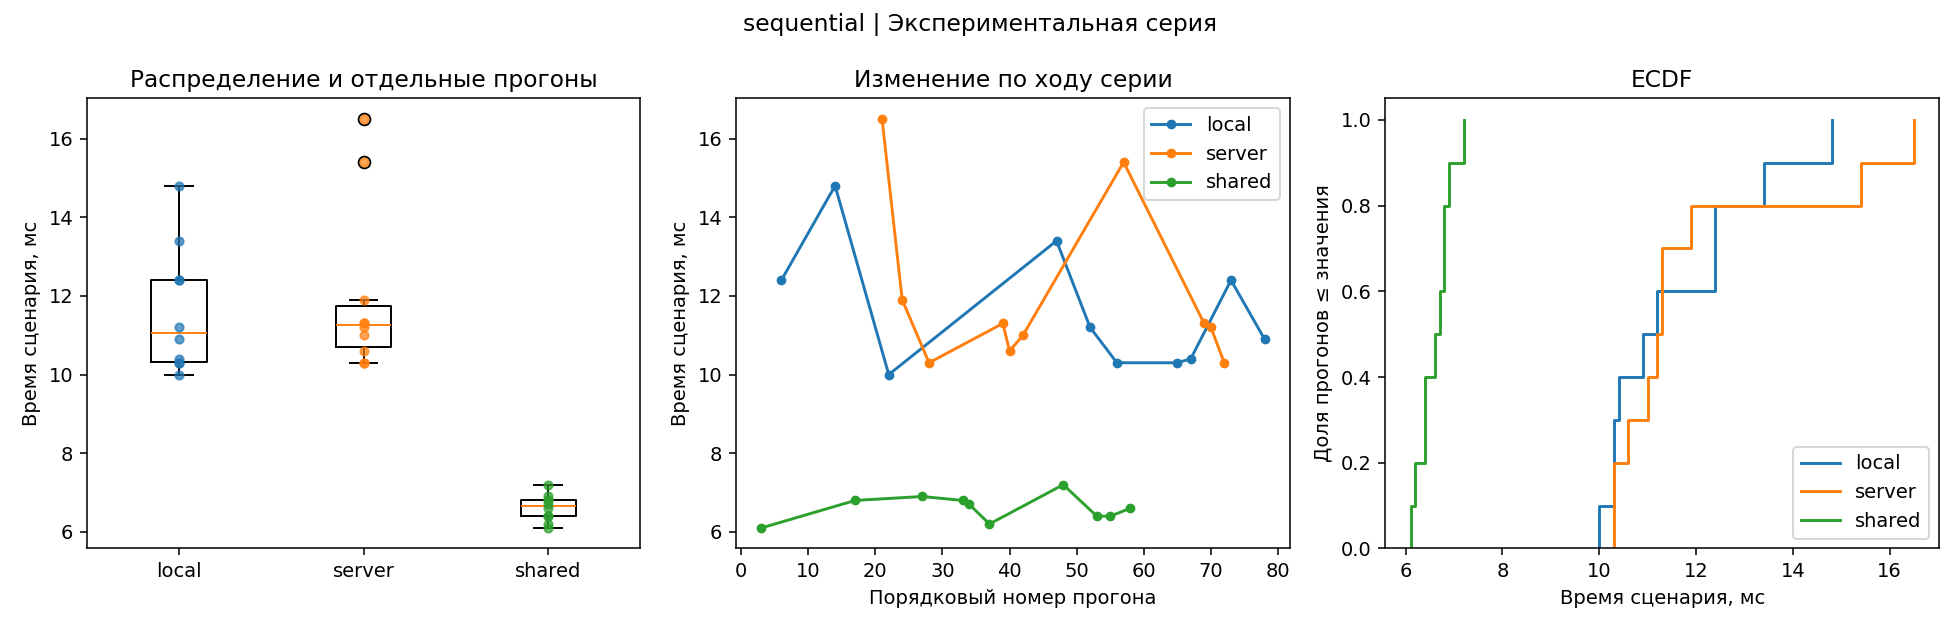 sequential | Экспериментальная серия
Распределение и отдельные прогоны
Время сценария, мс
16
14
12
10
8
6
local
server
shared
Изменение по ходу серии
Время сценария, мс
16
14
12
10
8
6
local
server
shared
0
10
20
30
40
50
60
70
80
Порядковый номер прогона
ECDF
Доля прогонов ≤ значения
1.0
0.8
0.6
0.4
0.2
0.0
local
server
shared
6
8
10
12
14
16
Время сценария, мс